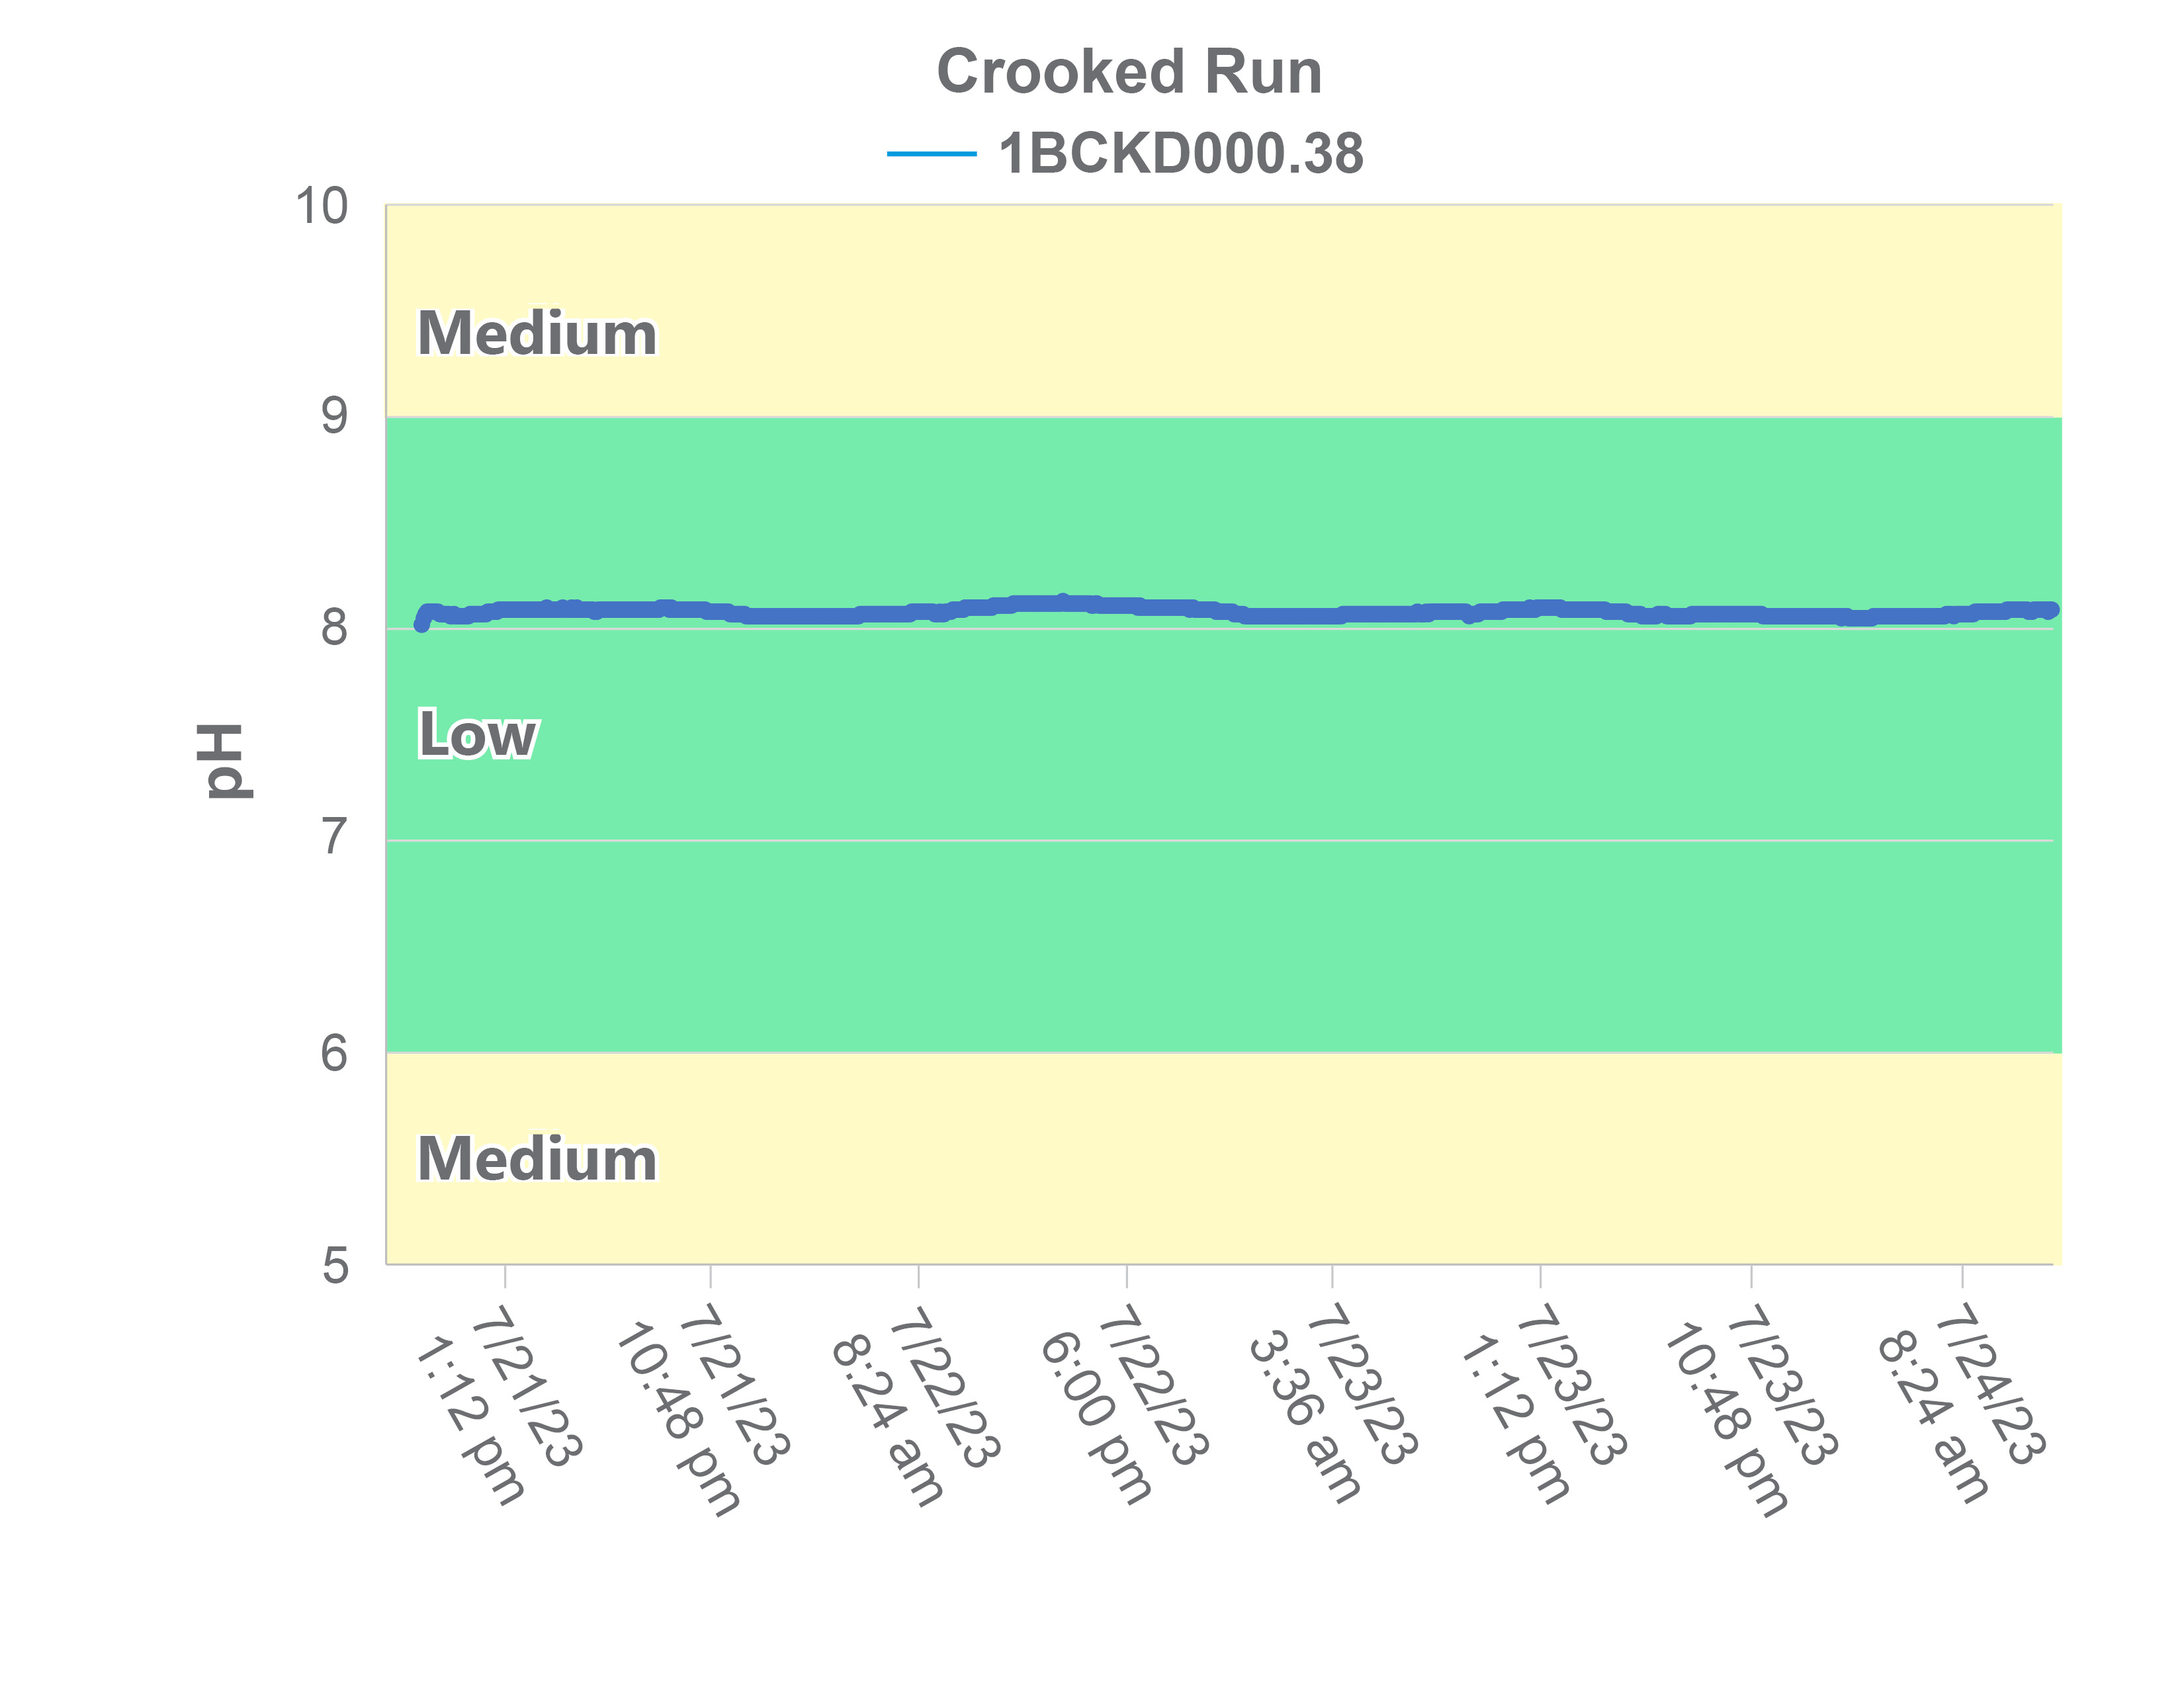 Crooked Run
1BCKD000.38
10
Medium
9
8
Low
pH
7
6
Medium
5
7/21/23
1:12 pm
7/21/23
10:48 pm
7/22/23
8:24 am
7/22/23
6:00 pm
7/23/23
3:36 am
7/23/23
1:12 pm
7/23/23
10:48 pm
7/24/23
8:24 am